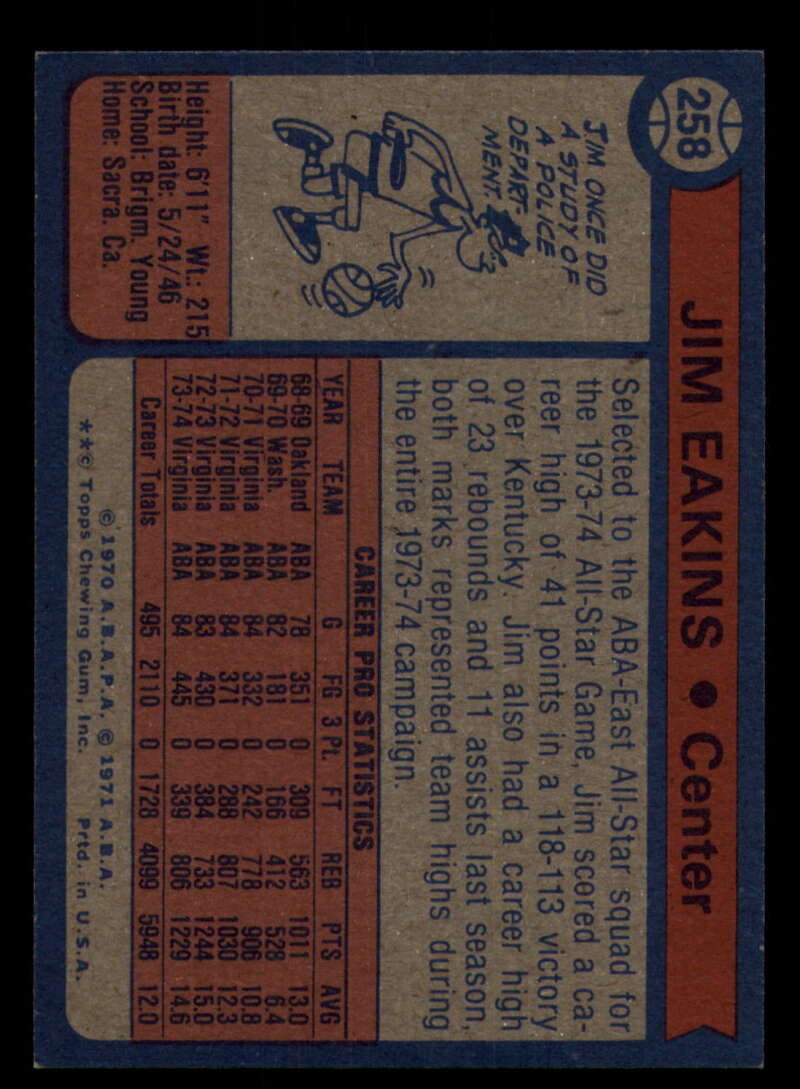 258
JIM EAKINS • Center
JIM ONCE DID
A STUDY OF
A POLICE
DEPART-
MENT.
Height: 6'11" Wt.: 215
Birth date: 5/24/46
School: Brigm. Young
Home: Sacra. Ca.
Selected to the ABA-East All-Star squad for
the 1973-74 All-Star Game, Jim scored a ca-
reer high of 41 points in a 118-113 victory
over Kentucky. Jim also had a career high
of 23 rebounds and 11 assists last season,
both marks represented team highs during
the entire 1973-74 campaign.
CAREER PRO STATISTICS
YEAR TEAM G FG 3 Pt. FT REB PTS AVG
68-69 Oakland ABA 78 351 0 309 563 1011 13.0
69-70 Wash. ABA 82 181 0 166 412 528 6.4
70-71 Virginia ABA 84 332 0 242 778 906 10.8
71-72 Virginia ABA 84 371 0 288 807 1030 12.3
72-73 Virginia ABA 83 430 0 384 733 1244 15.0
73-74 Virginia ABA 84 445 0 339 806 1229 14.6
Career Totals 495 2110 0 1728 4099 5948 12.0
© 1970 A.B.A.P.A. © 1971 A.B.A.
**© Topps Chewing Gum, Inc. Prtd. in U.S.A.